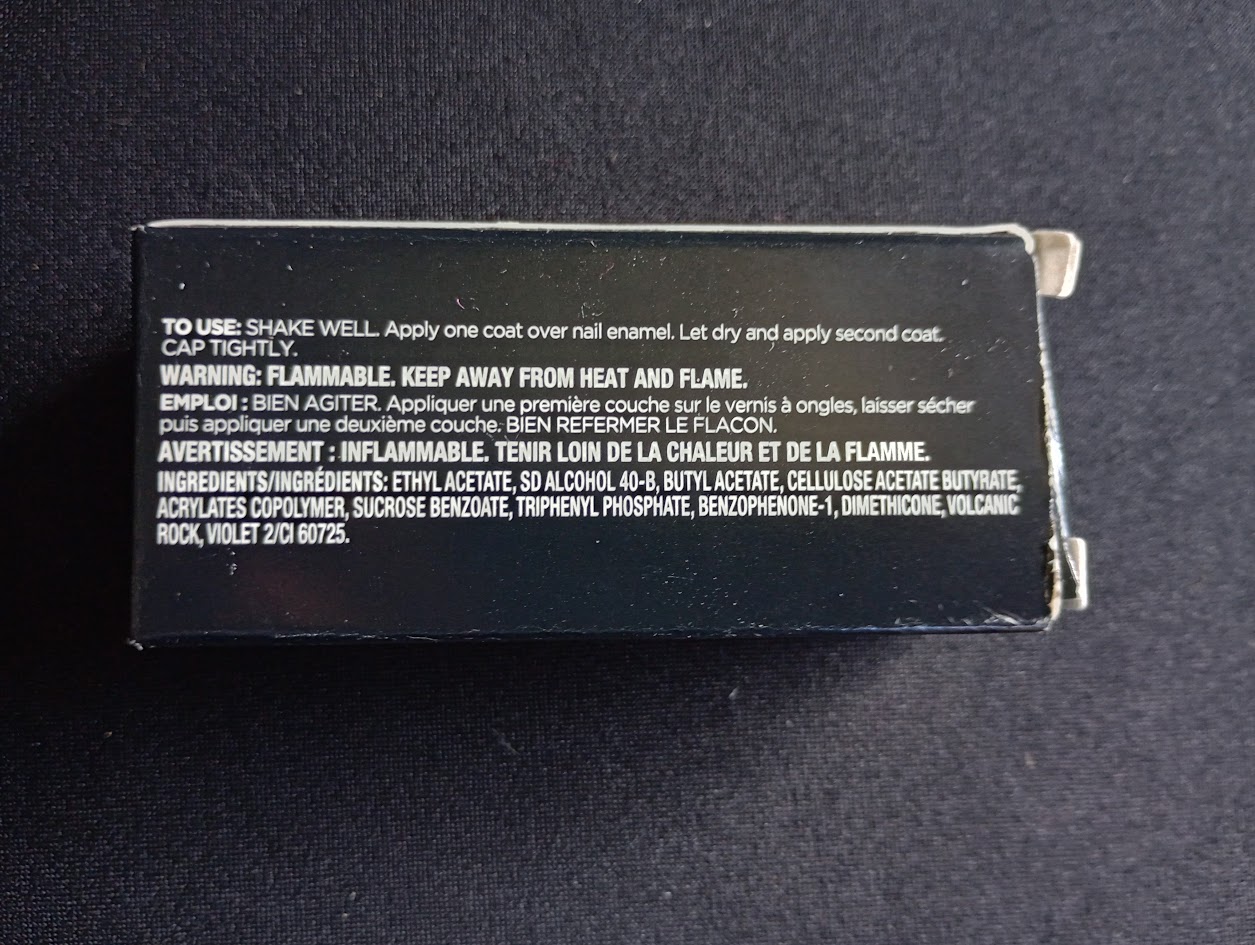 TO USE: SHAKE WELL. Apply one coat over nail enamel. Let dry and apply second coat.
CAP TIGHTLY.
WARNING: FLAMMABLE. KEEP AWAY FROM HEAT AND FLAME.
EMPLOI : BIEN AGITER. Appliquer une première couche sur le vernis à ongles, laisser sécher
puis appliquer une deuxième couche. BIEN REFERMER LE FLACON.
AVERTISSEMENT : INFLAMMABLE. TENIR LOIN DE LA CHALEUR ET DE LA FLAMME.
INGREDIENTS/INGRÉDIENTS: ETHYL ACETATE, SD ALCOHOL 40-B, BUTYL ACETATE, CELLULOSE ACETATE BUTYRATE,
ACRYLATES COPOLYMER, SUCROSE BENZOATE, TRIPHENYL PHOSPHATE, BENZOPHENONE-1, DIMETHICONE, VOLCANIC
ROCK, VIOLET 2/CI 60725.